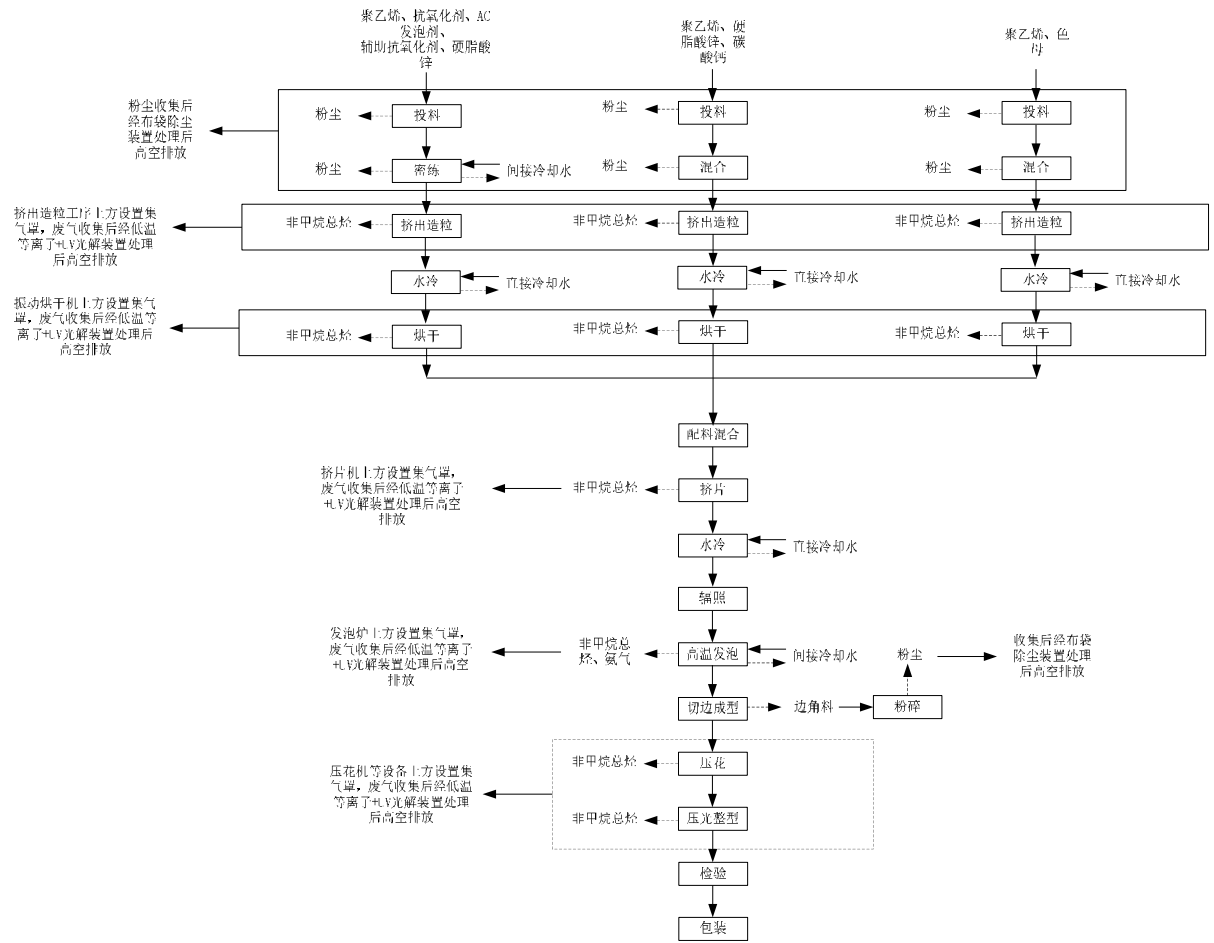 聚乙烯、抗氧化剂、AC
发泡剂、
辅助抗氧化剂、硬脂酸
锌
聚乙烯、硬
脂酸锌、碳
酸钙
聚乙烯、色
母
粉尘收集后
经布袋除尘
装置处理后
高空排放
粉尘
投料
粉尘
投料
粉尘
投料
粉尘
密练
间接冷却水
粉尘
混合
粉尘
混合
挤出造粒工序上方设置集
气罩，废气收集后经低温
等离子+UV光解装置处理
后高空排放
非甲烷总烃
挤出造粒
非甲烷总烃
挤出造粒
非甲烷总烃
挤出造粒
水冷
直接冷却水
水冷
直接冷却水
水冷
直接冷却水
振动烘干机上方设置集气
罩，废气收集后经低温等
离子+UV光解装置处理后
高空排放
非甲烷总烃
烘干
非甲烷总烃
烘干
非甲烷总烃
烘干
配料混合
挤片机上方设置集气罩，
废气收集后经低温等离子
+UV光解装置处理后高空
排放
非甲烷总烃
挤片
水冷
直接冷却水
辐照
发泡炉上方设置集气罩，
废气收集后经低温等离子
+UV光解装置处理后高空
排放
非甲烷总
烃、氨气
高温发泡
间接冷却水
粉尘
收集后经布袋
除尘装置处理
后高空排放
切边成型
边角料
粉碎
压花机等设备上方设置集
气罩，废气收集后经低温
等离子+UV光解装置处理
后高空排放
非甲烷总烃
压花
非甲烷总烃
压光整型
检验
包装